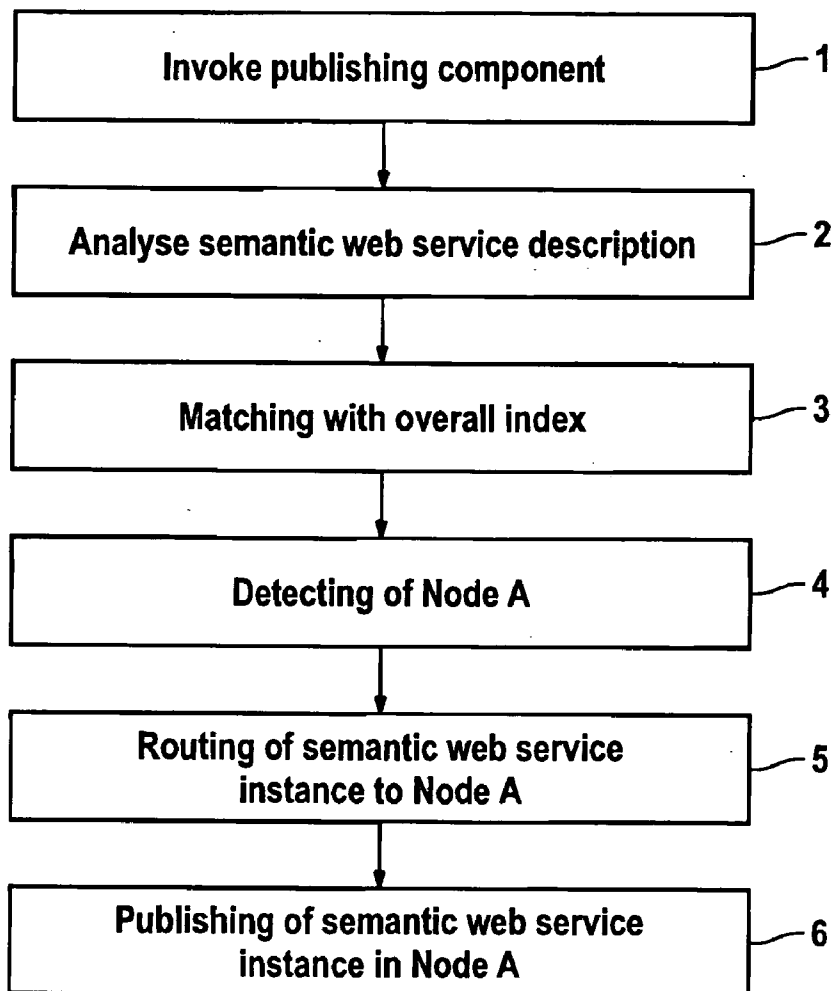 Invoke publishing component
1
Analyse semantic web service description
2
Matching with overall index
3
Detecting of Node A
4
Routing of semantic web service
instance to Node A
5
Publishing of semantic web service
instance in Node A
6